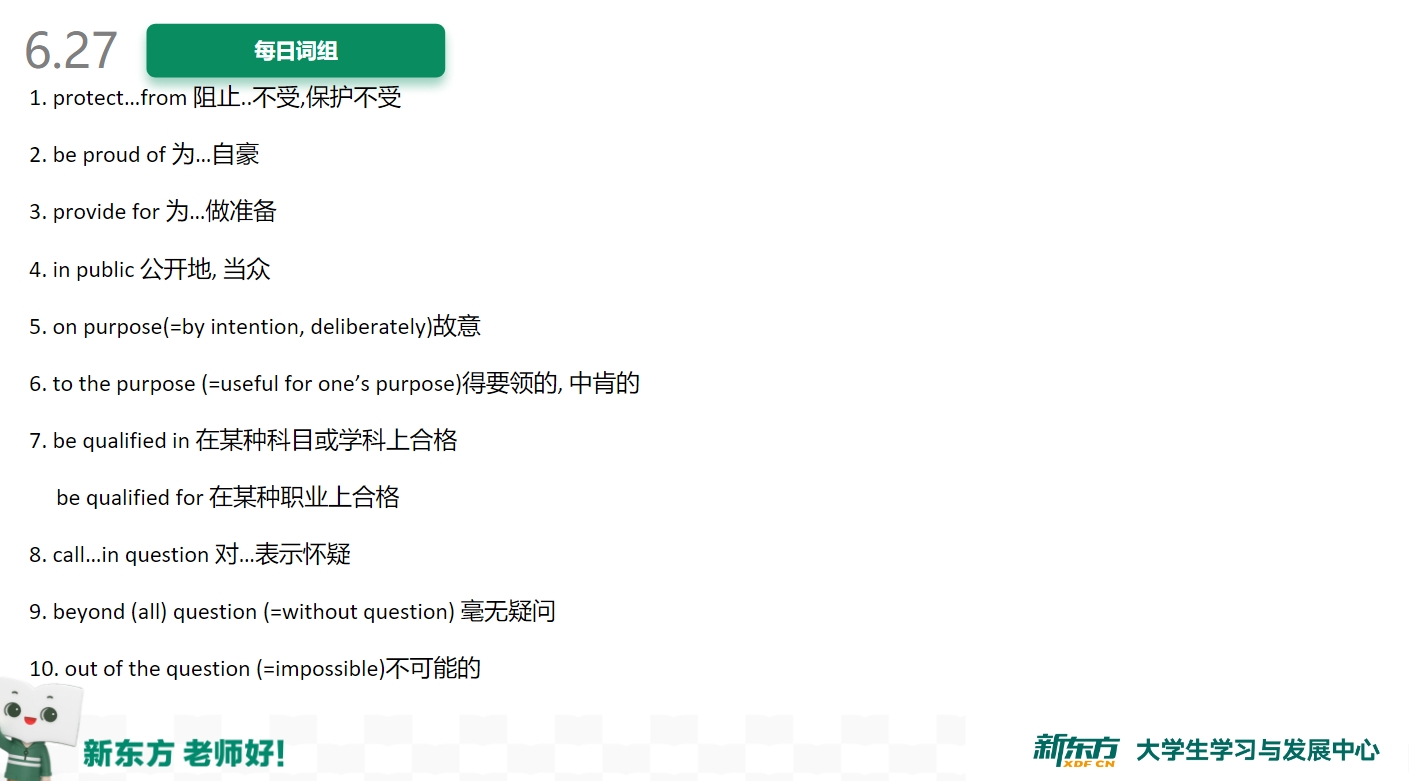 6.27
每日词组
1. protect...from 阻止..不受,保护不受
2. be proud of 为...自豪
3. provide for 为...做准备
4. in public 公开地, 当众
5. on purpose(=by intention, deliberately)故意
6. to the purpose (=useful for one’s purpose)得要领的, 中肯的
7. be qualified in 在某种科目或学科上合格
be qualified for 在某种职业上合格
8. call...in question 对...表示怀疑
9. beyond (all) question (=without question) 毫无疑问
10. out of the question (=impossible)不可能的
新东方 老师好!
新东方 XDF.CN 大学生学习与发展中心